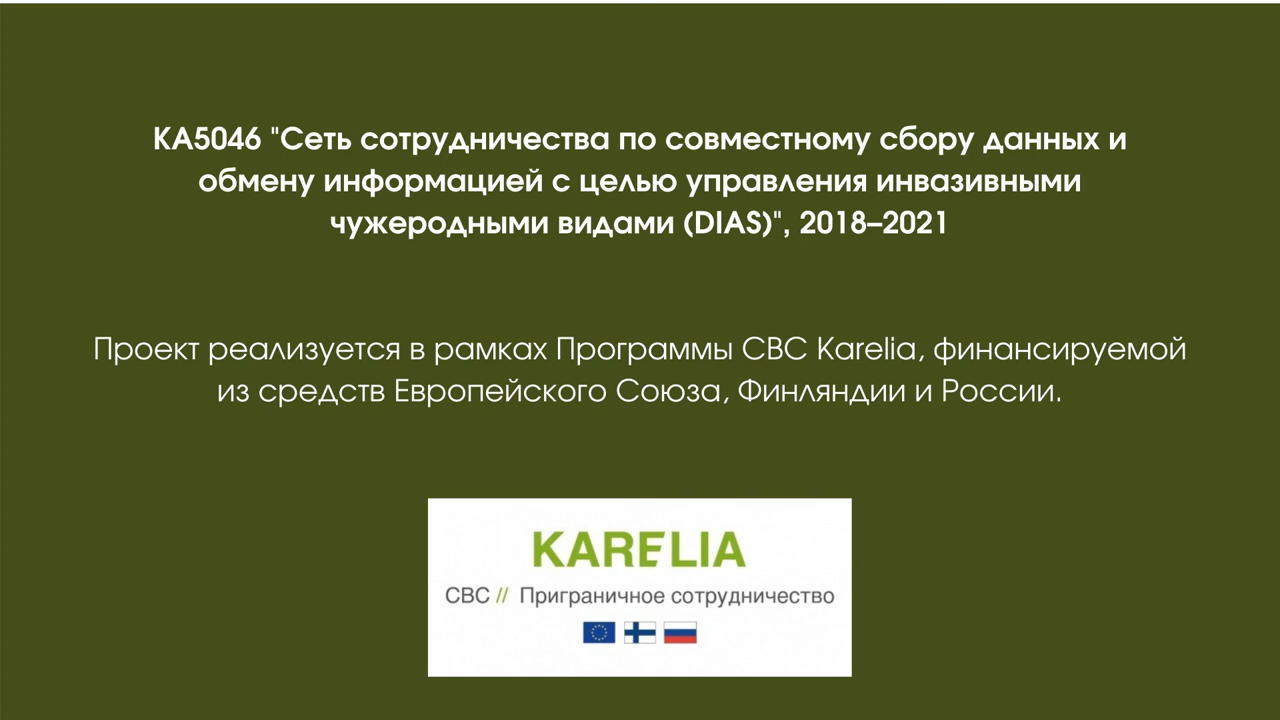 KA5046 "Сеть сотрудничества по совместному сбору данных и
обмену информацией с целью управления инвазивными
чужеродными видами (DIAS)", 2018–2021
Проект реализуется в рамках Программы CBC Karelia, финансируемой
из средств Европейского Союза, Финляндии и России.
KARELIA
CBC // Приграничное сотрудничество